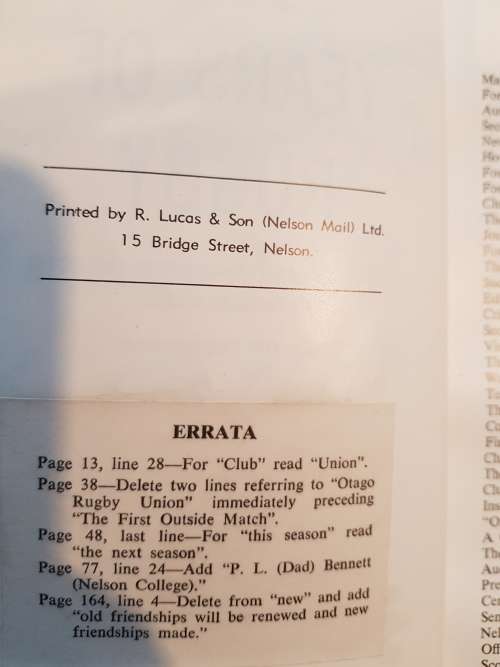 Printed by R. Lucas & Son (Nelson Mail) Ltd.
15 Bridge Street, Nelson.
ERRATA
Page 13, line 28—For "Club" read "Union".
Page 38—Delete two lines referring to "Otago
Rugby Union" immediately preceding
"The First Outside Match".
Page 48, last line—For "this season" read
"the next season".
Page 77, line 24—Add "P. L. (Dad) Bennett
(Nelson College)."
Page 164, line 4—Delete from "new" and add
"old friendships will be renewed and new
friendships made."